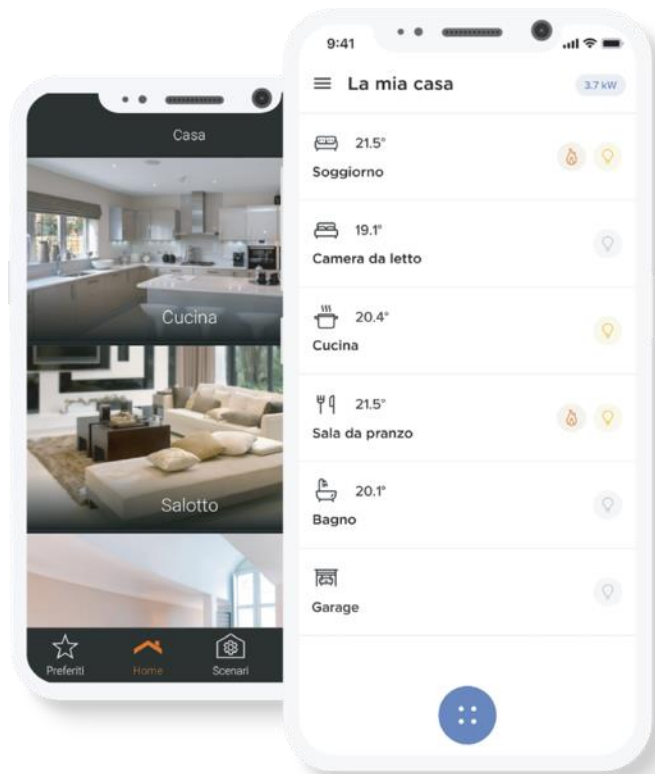 Casa
Cucina
Salotto
Preferiti
Home
Scenari
9:41
La mia casa
3.7 kW
21.5°
Soggiorno
19.1°
Camera da letto
20.4°
Cucina
21.5°
Sala da pranzo
20.1°
Bagno
Garage